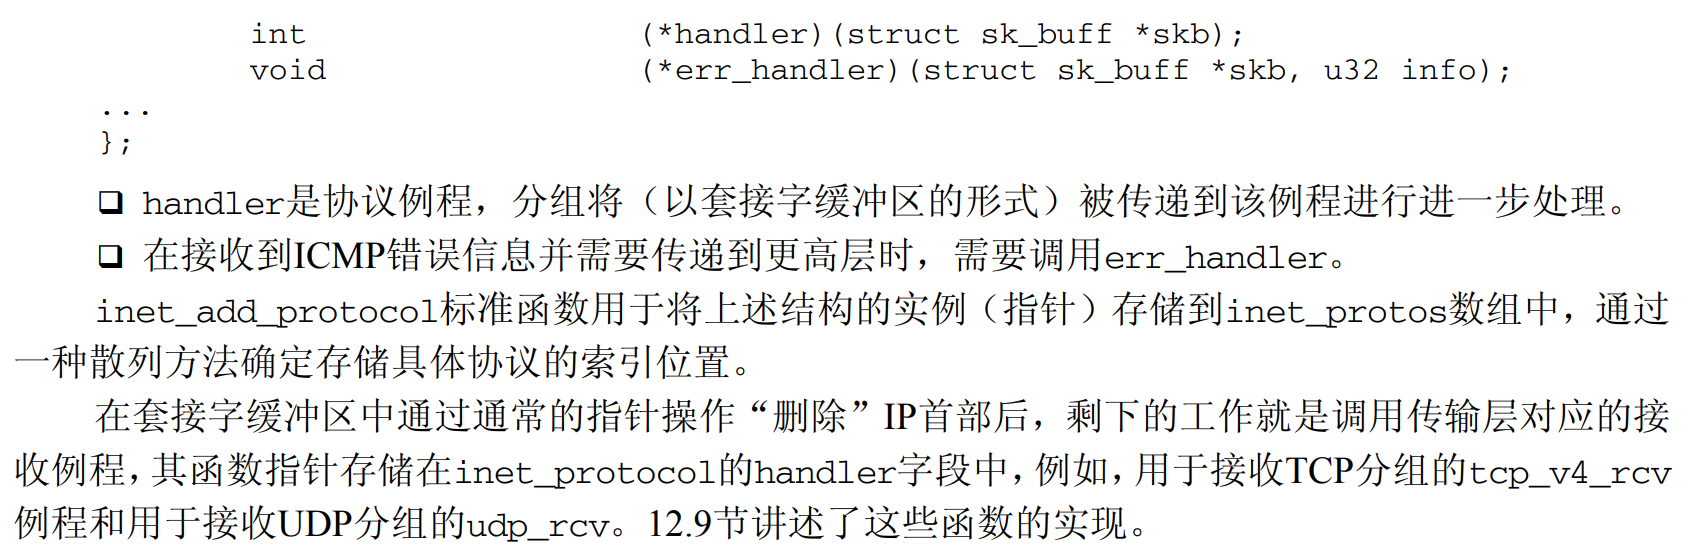 int (*handler)(struct sk_buff *skb);
void (*err_handler)(struct sk_buff *skb, u32 info);
...
};
❑ handler是协议例程，分组将（以套接字缓冲区的形式）被传递到该例程进行进一步处理。
❑ 在接收到ICMP错误信息并需要传递到更高层时，需要调用err_handler。
inet_add_protocol标准函数用于将上述结构的实例（指针）存储到inet_protos数组中，通过
一种散列方法确定存储具体协议的索引位置。
在套接字缓冲区中通过通常的指针操作“删除”IP首部后，剩下的工作就是调用传输层对应的接
收例程，其函数指针存储在inet_protocol的handler字段中，例如，用于接收TCP分组的tcp_v4_rcv
例程和用于接收UDP分组的udp_rcv。12.9节讲述了这些函数的实现。